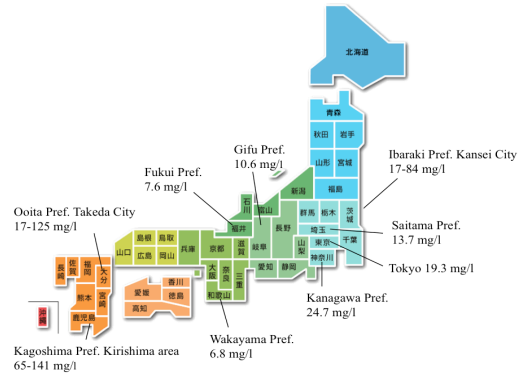 北海道
青森
秋田
岩手
山形
宮城
福島
Gifu Pref.
10.6 mg/l
Ibaraki Pref. Kansei City
17-84 mg/l
Fukui Pref.
7.6 mg/l
新潟
石川
富山
群馬
栃木
茨城
Ooita Pref. Takeda City
17-125 mg/l
福井
岐阜
長野
埼玉
Saitama Pref.
13.7 mg/l
東京
千葉
Tokyo 19.3 mg/l
山梨
神奈川
島根
鳥取
兵庫
京都
滋賀
山口
広島
岡山
大阪
奈良
三重
愛知
静岡
和歌山
長崎
佐賀
福岡
大分
熊本
宮崎
鹿児島
香川
愛媛
徳島
高知
沖縄
Kanagawa Pref.
24.7 mg/l
Wakayama Pref.
6.8 mg/l
Kagoshima Pref. Kirishima area
65-141 mg/l